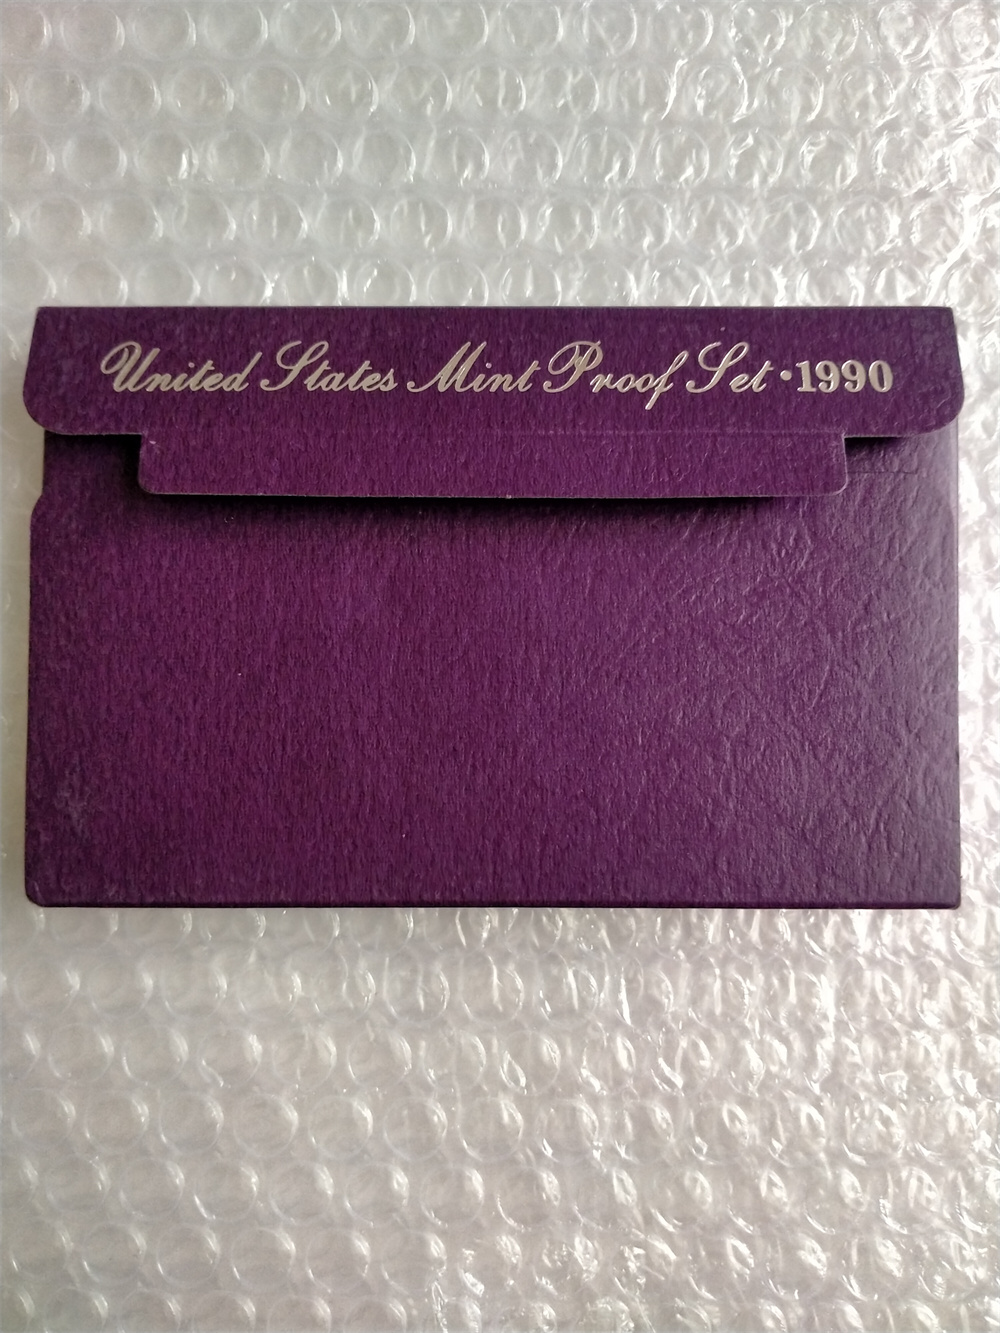 United States Mint Proof Set •1990